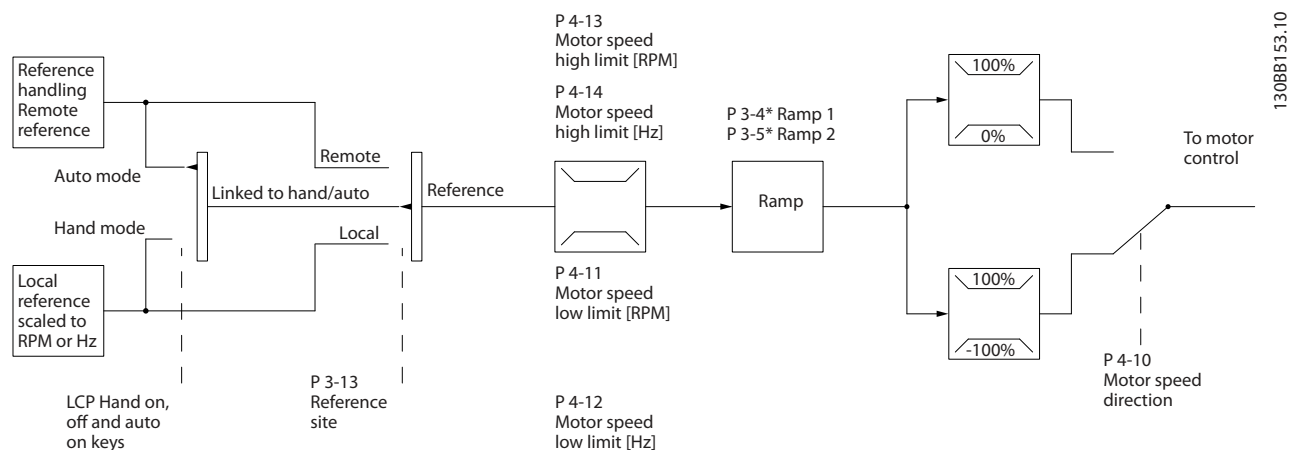 Reference
handling
Remote
reference
Auto mode
Hand mode
Local
reference
scaled to
RPM or Hz
LCP Hand on,
off and auto
on keys
Linked to hand/auto
Remote
Local
P 3-13
Reference
site
Reference
P 4-13
Motor speed
high limit [RPM]
P 4-14
Motor speed
high limit [Hz]
P 4-11
Motor speed
low limit [RPM]
P 4-12
Motor speed
low limit [Hz]
P 3-4* Ramp 1
P 3-5* Ramp 2
Ramp
100%
0%
100%
-100%
To motor
control
P 4-10
Motor speed
direction
130BB153.10